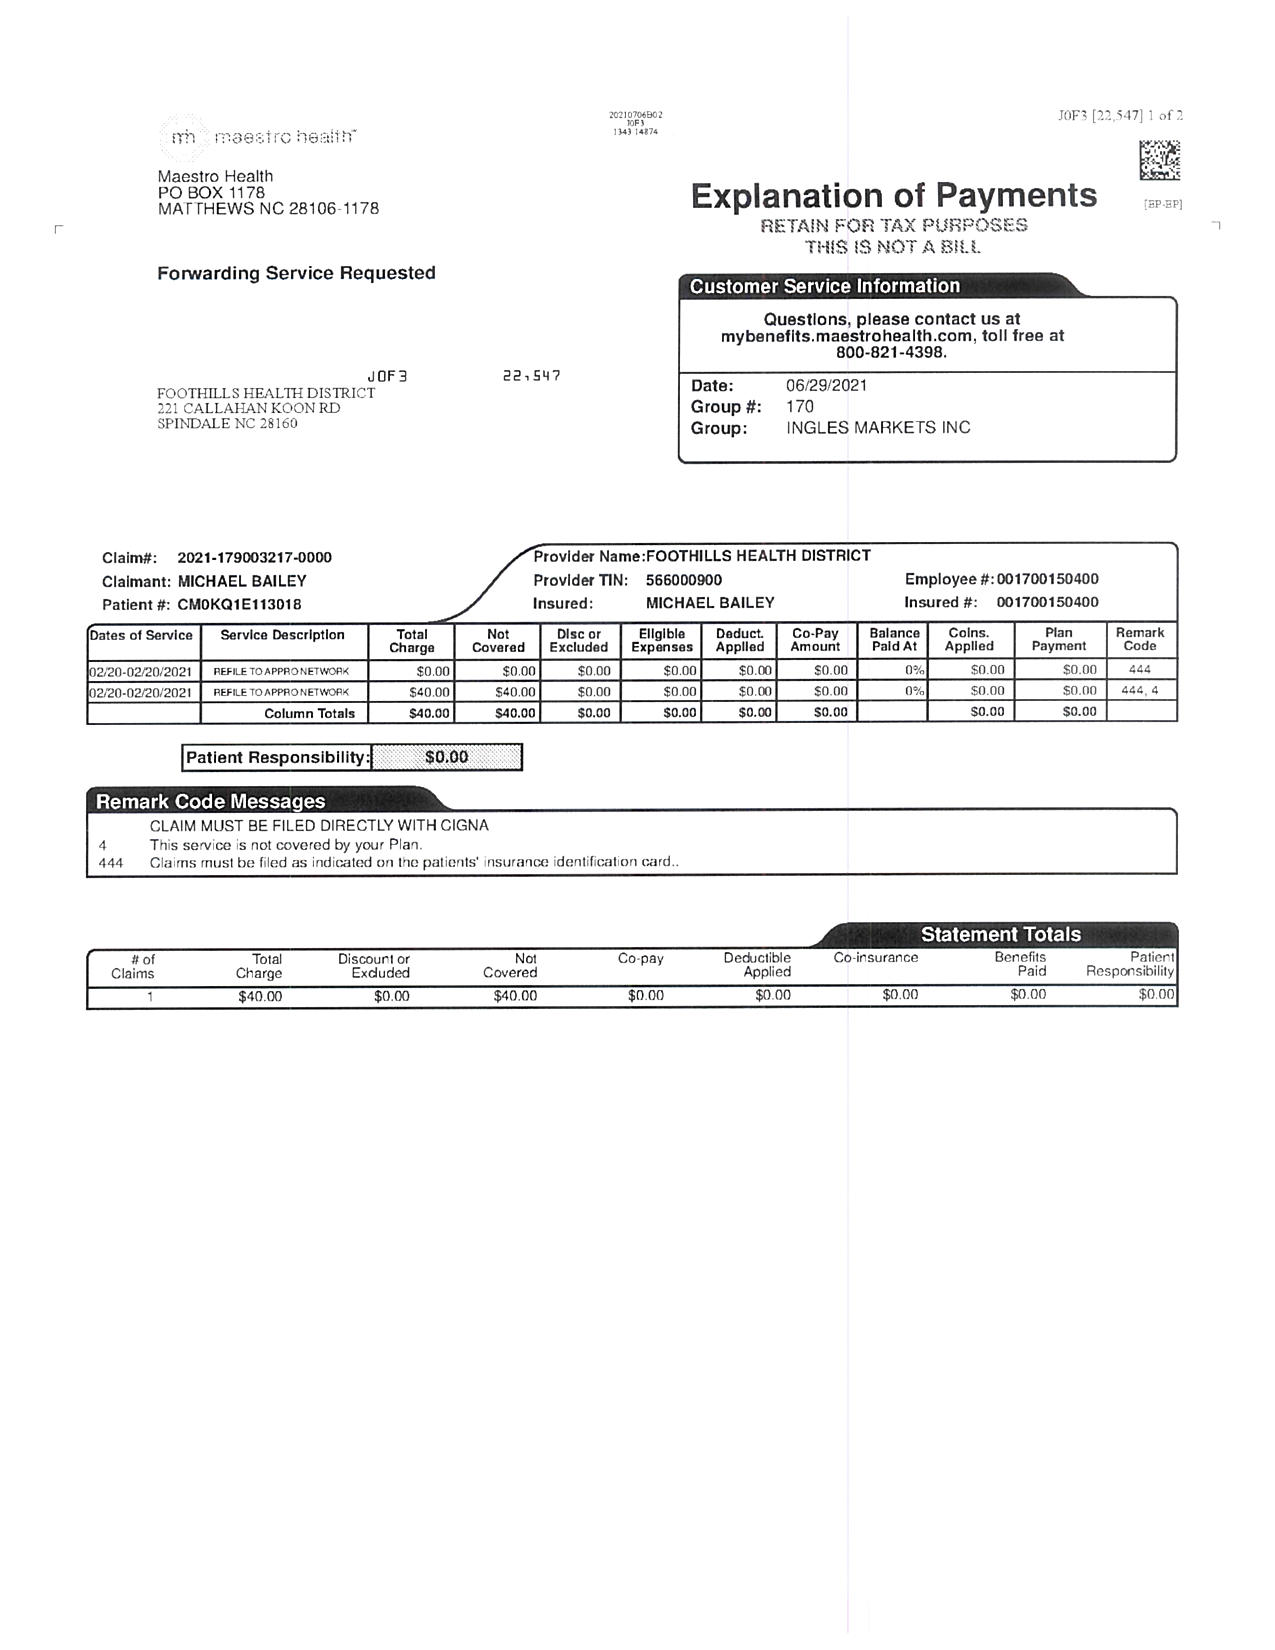 20210706B02
J0F3
1343 14874
J0F3 [22,547] 1 of 2
mh maestro health
Maestro Health
PO BOX 1178
MATTHEWS NC 28106-1178
Explanation of Payments
[EP-EP]
RETAIN FOR TAX PURPOSES
THIS IS NOT A BILL
Forwarding Service Requested
Customer Service Information
Questions, please contact us at
mybenefits.maestrohealth.com, toll free at
800-821-4398.
J0F3 22,547
FOOTHILLS HEALTH DISTRICT
221 CALLAHAN KOON RD
SPINDALE NC 28160
Date: 06/29/2021
Group #: 170
Group: INGLES MARKETS INC
Claim#: 2021-179003217-0000
Claimant: MICHAEL BAILEY
Patient #: CM0KQ1E113018
Provider Name:FOOTHILLS HEALTH DISTRICT
Provider TIN: 566000900 Employee #:001700150400
Insured: MICHAEL BAILEY Insured #: 001700150400
Dates of Service Service Description Total Charge Not Covered Disc or Excluded Eligible Expenses Deduct. Applied Co-Pay Amount Balance Paid At Coins. Applied Plan Payment Remark Code
02/20-02/20/2021 REFILE TO APPRO NETWORK $0.00 $0.00 $0.00 $0.00 $0.00 $0.00 0% $0.00 $0.00 444
02/20-02/20/2021 REFILE TO APPRO NETWORK $40.00 $40.00 $0.00 $0.00 $0.00 $0.00 0% $0.00 $0.00 444, 4
Column Totals $40.00 $40.00 $0.00 $0.00 $0.00 $0.00 $0.00 $0.00
Patient Responsibility: $0.00
Remark Code Messages
CLAIM MUST BE FILED DIRECTLY WITH CIGNA
4 This service is not covered by your Plan.
444 Claims must be filed as indicated on the patients' insurance identification card..
Statement Totals
# of Claims Total Charge Discount or Excluded Not Covered Co-pay Deductible Applied Co-insurance Benefits Paid Patient Responsibility
1 $40.00 $0.00 $40.00 $0.00 $0.00 $0.00 $0.00 $0.00